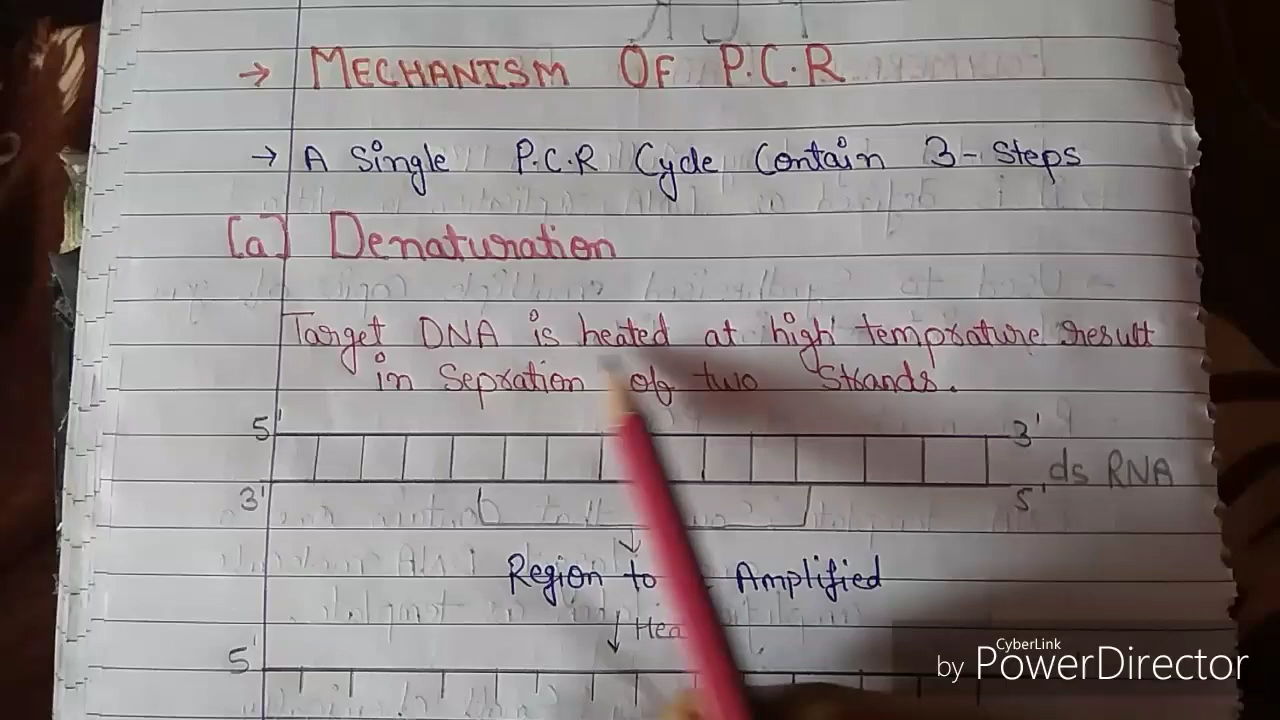 → MECHANISM OF P.C.R
→ A Single P.C.R Cycle Contain 3-Steps
[a] Denaturation
Target DNA is heated at high temprature result
in Sepration of two Strands.
5' 3'
ds RNA
3' 5'
↓
Region to Amplified
↓
5'
CyberLink
by PowerDirector